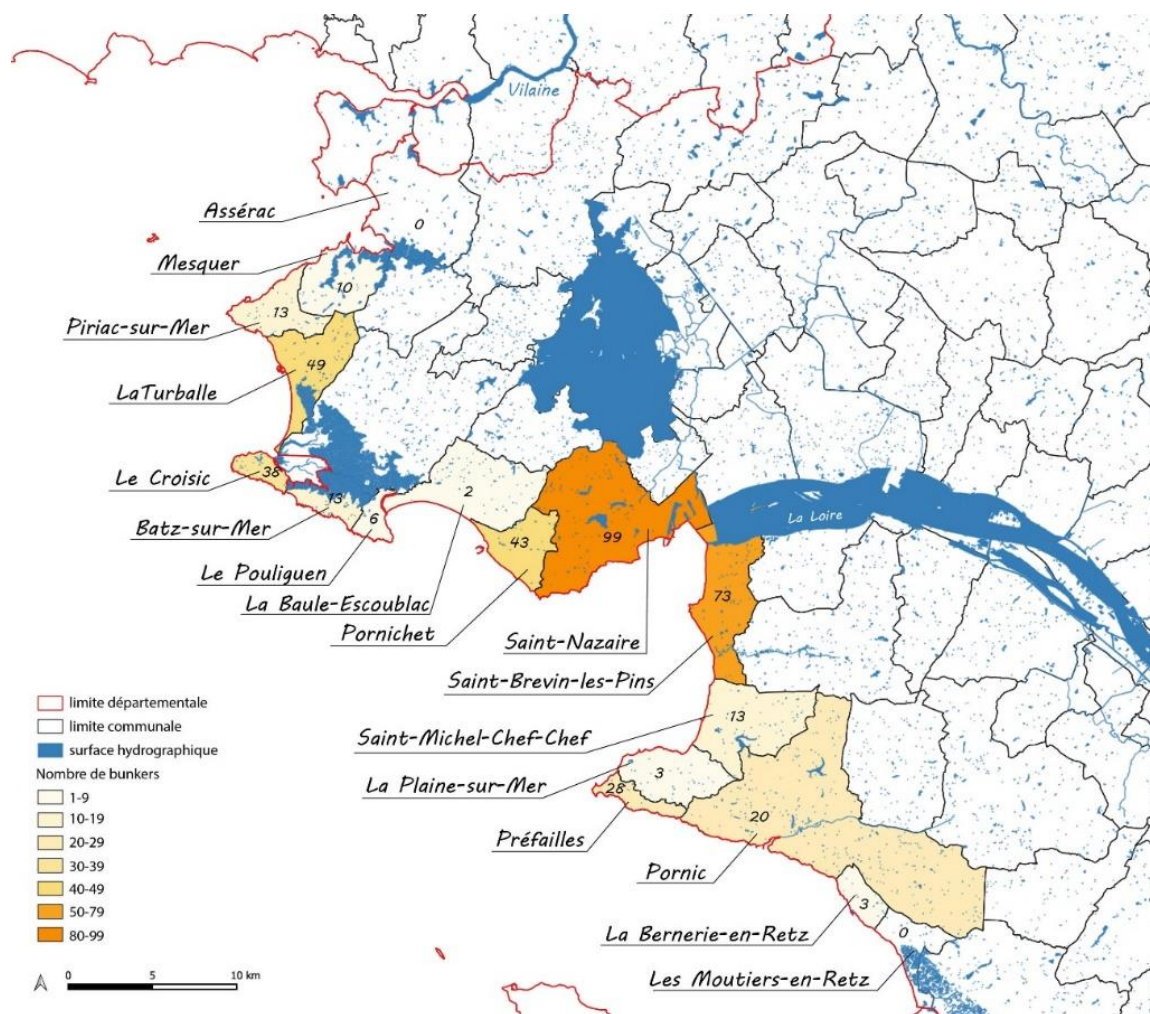 Vilaine
Assérac
0
Mesquer
10
Piriac-sur-Mer
13
LaTurballe
49
Le Croisic
38
Batz-sur-Mer
13
Le Pouliguen
6
La Baule-Escoublac
2
Pornichet
43
99
Saint-Nazaire
La Loire
73
Saint-Brevin-les-Pins
Saint-Michel-Chef-Chef
13
La Plaine-sur-Mer
3
Préfailles
28
Pornic
20
La Bernerie-en-Retz
3
Les Moutiers-en-Retz
0
limite départementale
limite communale
surface hydrographique
Nombre de bunkers
1-9
10-19
20-29
30-39
40-49
50-79
80-99
0 5 10 km